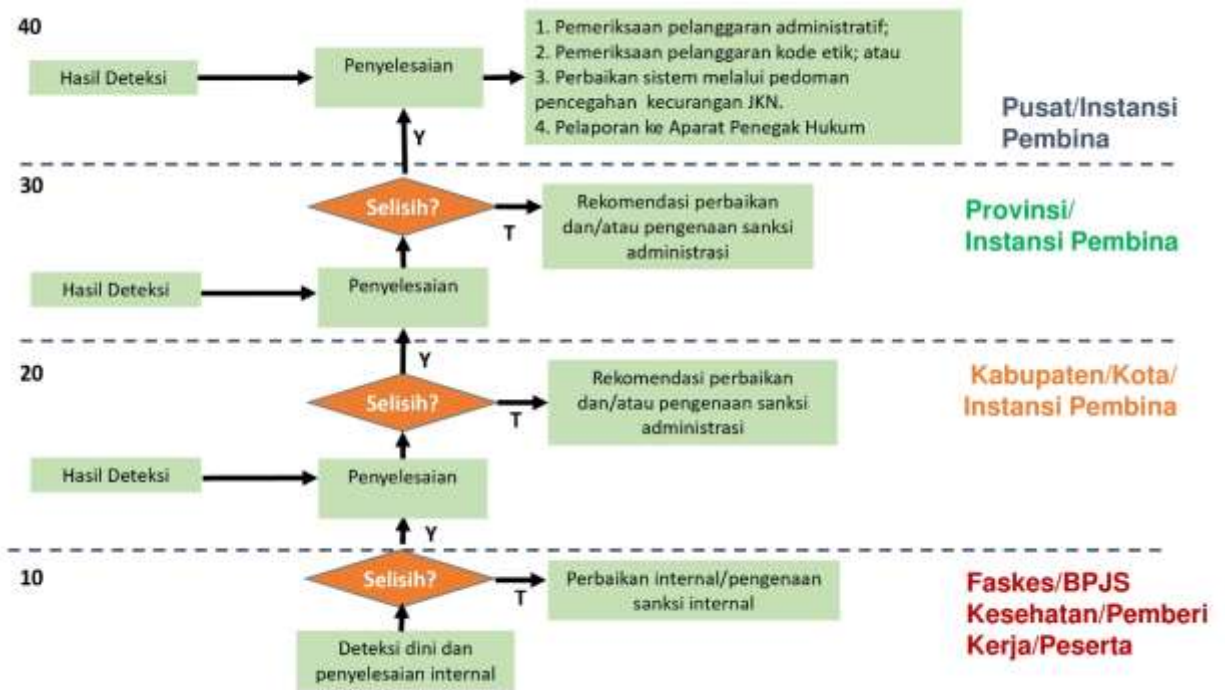 40
Hasil Deteksi
Penyelesaian
1. Pemeriksaan pelanggaran administratif;
2. Pemeriksaan pelanggaran kode etik; atau
3. Perbaikan sistem melalui pedoman
pencegahan kecurangan JKN.
4. Pelaporan ke Aparat Penegak Hukum
Pusat/Instansi
Pembina
Y
30
Selisih?
T
Rekomendasi perbaikan
dan/atau pengenaan sanksi
administrasi
Provinsi/
Instansi Pembina
Hasil Deteksi
Penyelesaian
Y
20
Selisih?
T
Rekomendasi perbaikan
dan/atau pengenaan sanksi
administrasi
Kabupaten/Kota/
Instansi Pembina
Hasil Deteksi
Penyelesaian
Y
10
Selisih?
T
Perbaikan internal/pengenaan
sanksi internal
Faskes/BPJS
Kesehatan/Pemberi
Kerja/Peserta
Deteksi dini dan
penyelesaian internal